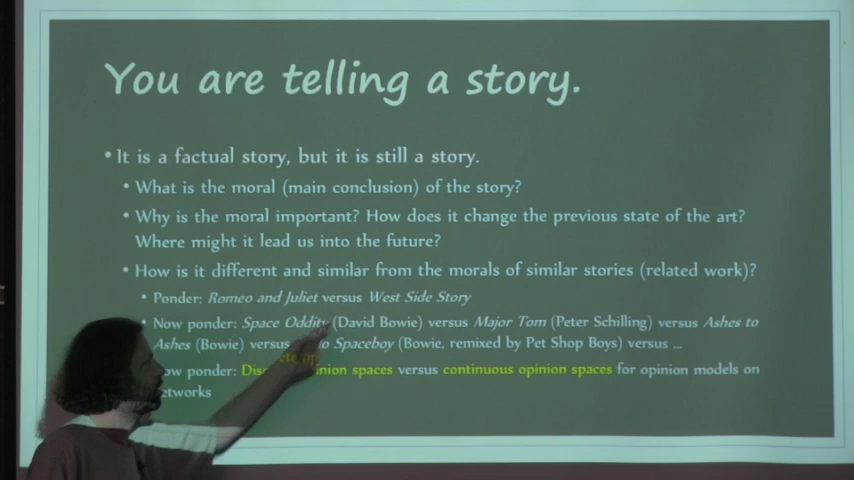 You are telling a story.
• It is a factual story, but it is still a story.
• What is the moral (main conclusion) of the story?
• Why is the moral important? How does it change the previous state of the art?
Where might it lead us into the future?
• How is it different and similar from the morals of similar stories (related work)?
• Ponder: Romeo and Juliet versus West Side Story
• Now ponder: Space Oddity (David Bowie) versus Major Tom (Peter Schilling) versus Ashes to
Ashes (Bowie) versus Spaceboy (Bowie, remixed by Pet Shop Boys) versus ...
ponder: opinion spaces versus continuous opinion spaces for opinion models on